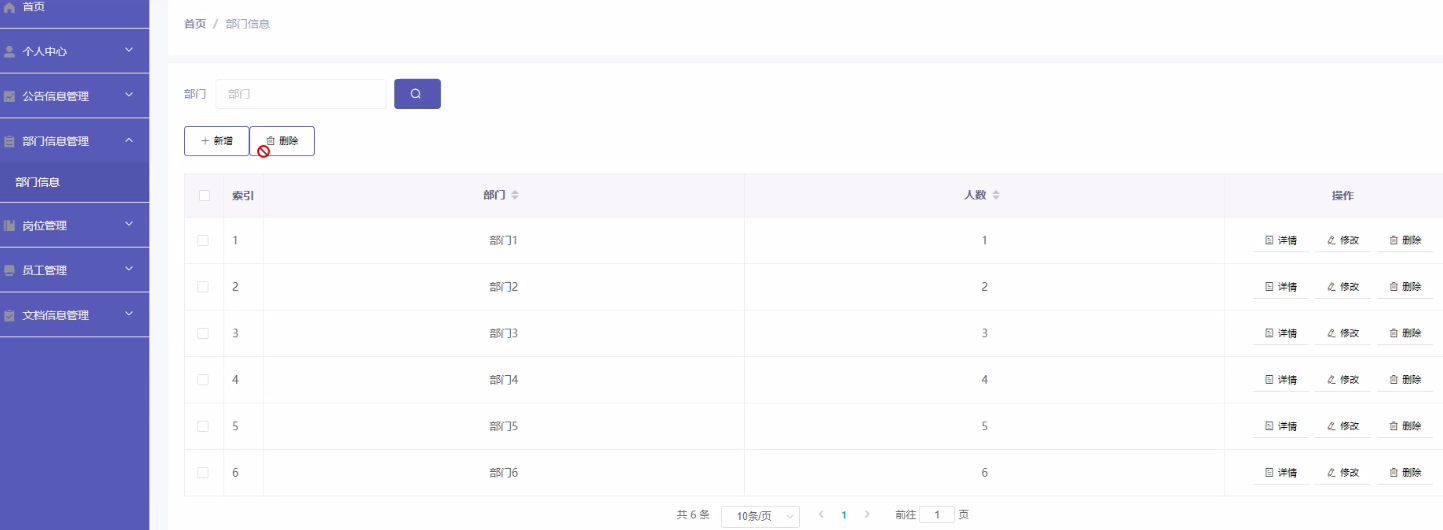 首页
个人中心
公告信息管理
部门信息管理
部门信息
岗位管理
员工管理
文档信息管理
首页 / 部门信息
部门 部门
新增 删除
索引 部门 人数 操作
1 部门1 1 详情 修改 删除
2 部门2 2 详情 修改 删除
3 部门3 3 详情 修改 删除
4 部门4 4 详情 修改 删除
5 部门5 5 详情 修改 删除
6 部门6 6 详情 修改 删除
共 6 条 10条/页 1 前往 1 页